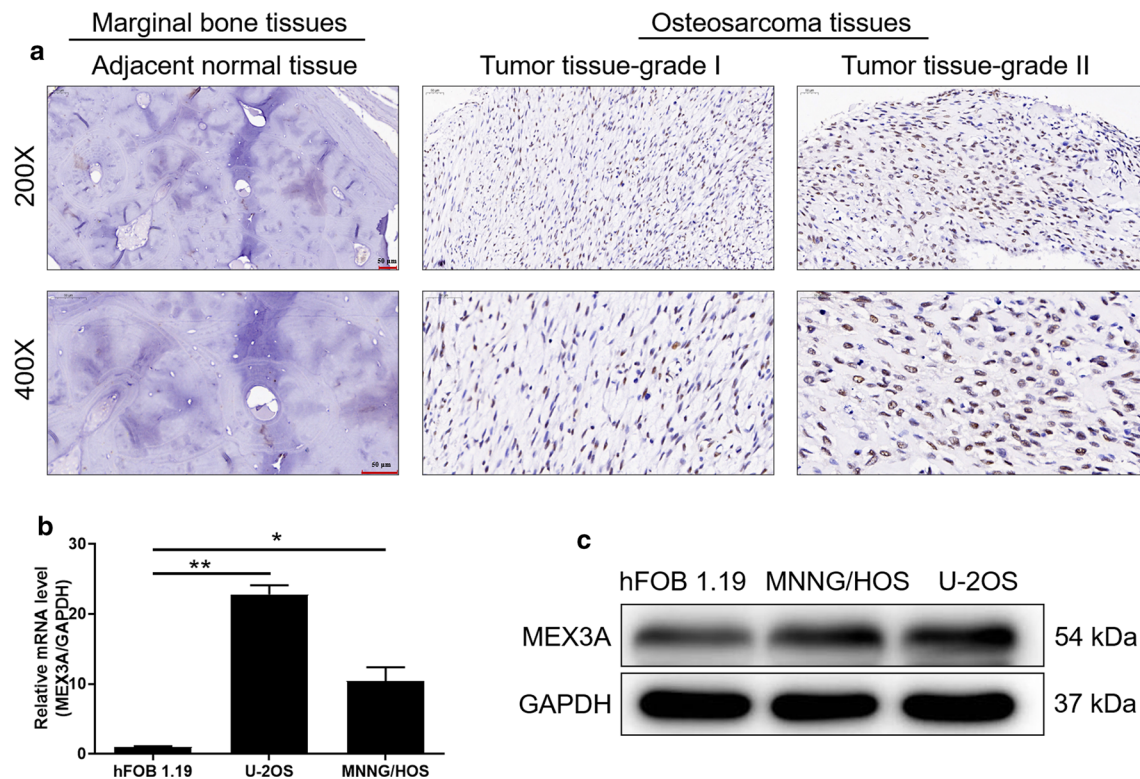 Marginal bone tissues
Osteosarcoma tissues
a
Adjacent normal tissue
Tumor tissue-grade I
Tumor tissue-grade II
200X
50 μm
400X
50 μm
b
Relative mRNA level
(MEX3A/GAPDH)
30
20
10
0
*
**
hFOB 1.19
U-2OS
MNNG/HOS
c
hFOB 1.19
MNNG/HOS
U-2OS
MEX3A
54 kDa
GAPDH
37 kDa